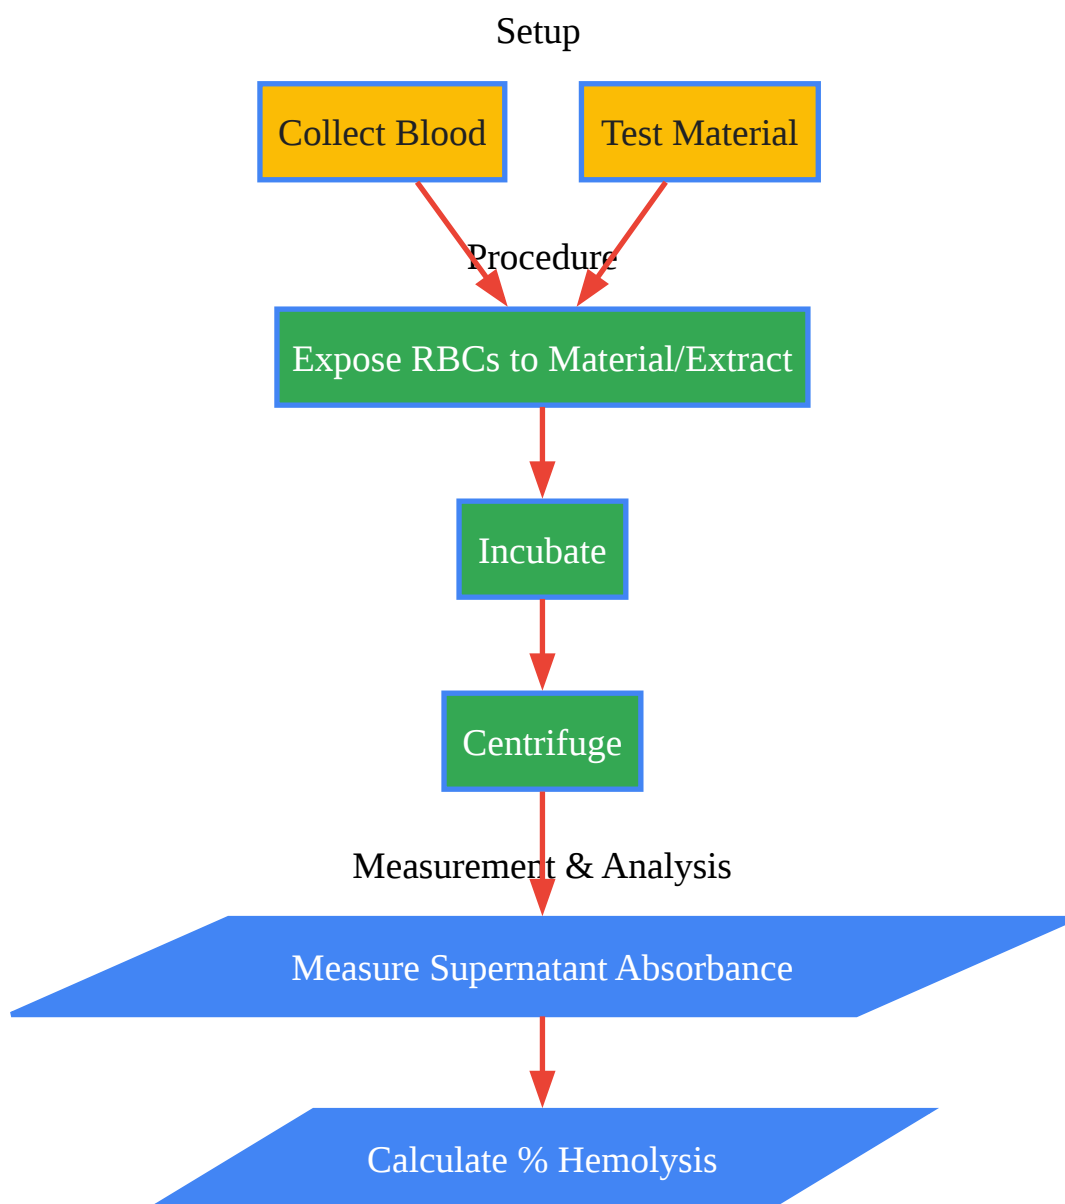 Setup
Collect Blood
Test Material
Procedure
Expose RBCs to Material/Extract
Incubate
Centrifuge
Measurement & Analysis
Measure Supernatant Absorbance
Calculate % Hemolysis